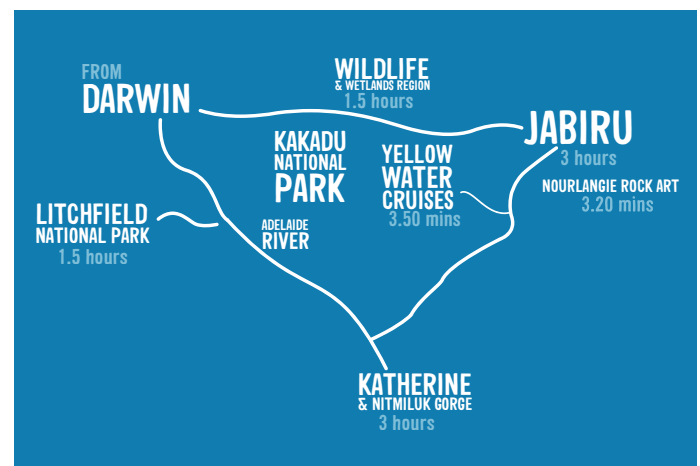 FROM
DARWIN
WILDLIFE
& WETLANDS REGION
1.5 hours
JABIRU
3 hours
KAKADU
NATIONAL
PARK
YELLOW
WATER
CRUISES
3.50 mins
NOURLANGIE ROCK ART
3.20 mins
LITCHFIELD
NATIONAL PARK
1.5 hours
ADELAIDE
RIVER
KATHERINE
& NITMILUK GORGE
3 hours